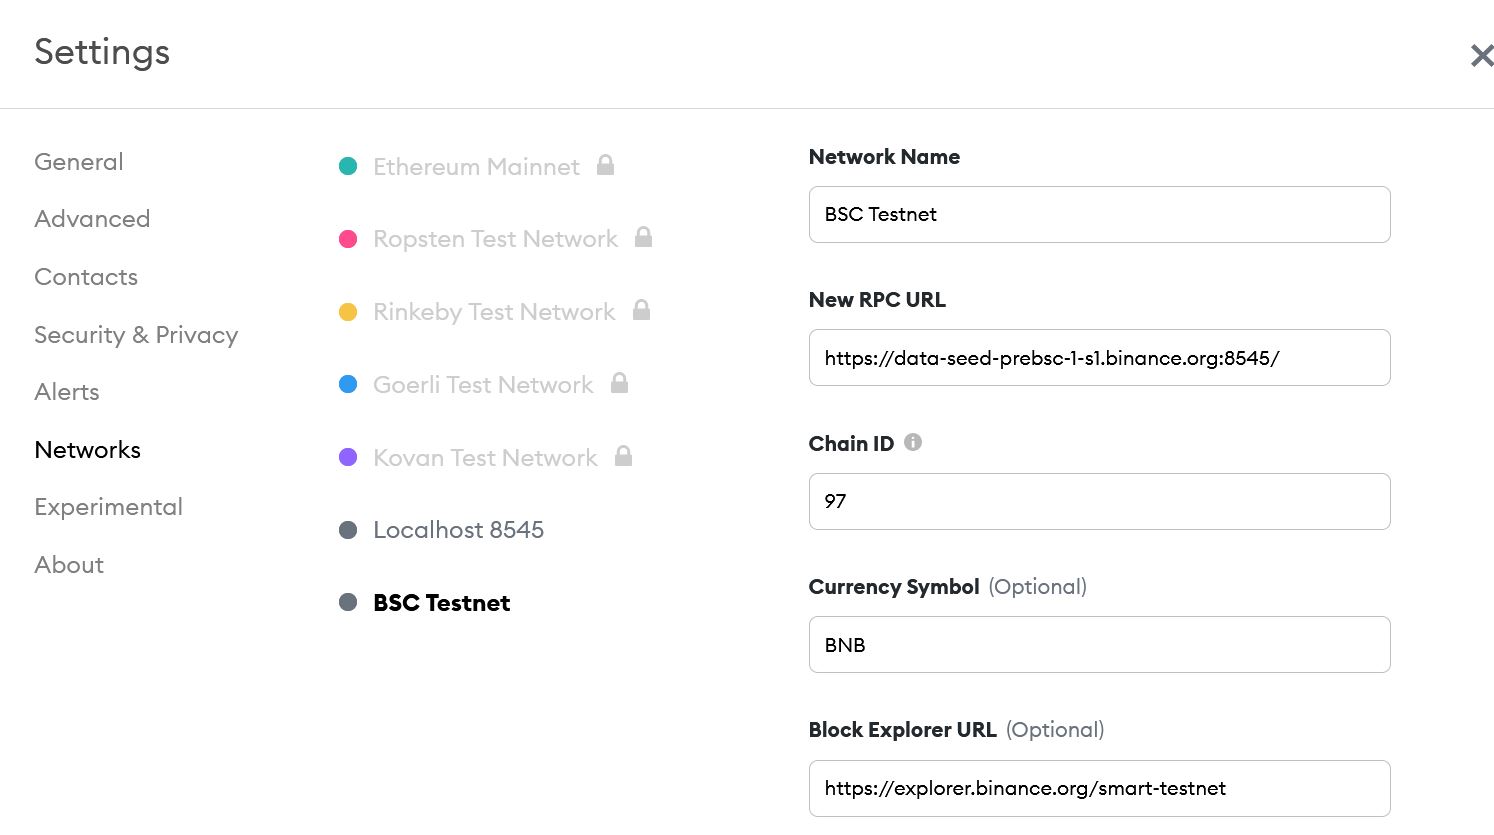 Settings
General
Advanced
Contacts
Security & Privacy
Alerts
Networks
Experimental
About
Ethereum Mainnet
Ropsten Test Network
Rinkeby Test Network
Goerli Test Network
Kovan Test Network
Localhost 8545
BSC Testnet
Network Name
BSC Testnet
New RPC URL
https://data-seed-prebsc-1-s1.binance.org:8545/
Chain ID
97
Currency Symbol (Optional)
BNB
Block Explorer URL (Optional)
https://explorer.binance.org/smart-testnet